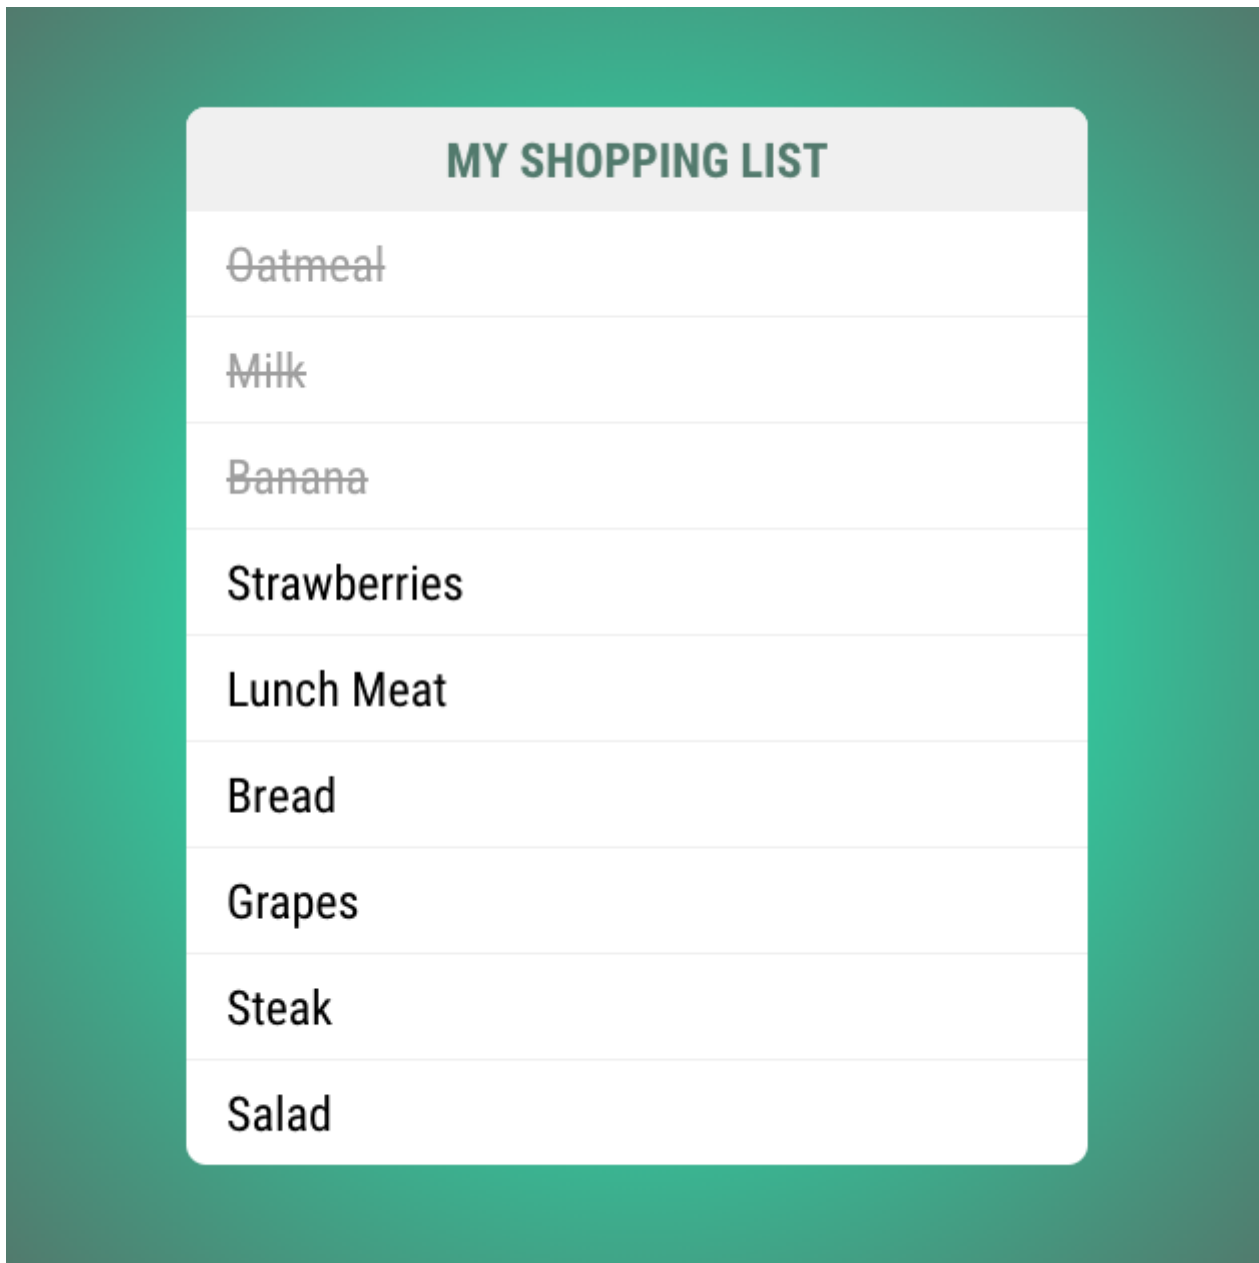 MY SHOPPING LIST
Oatmeal
Milk
Banana
Strawberries
Lunch Meat
Bread
Grapes
Steak
Salad